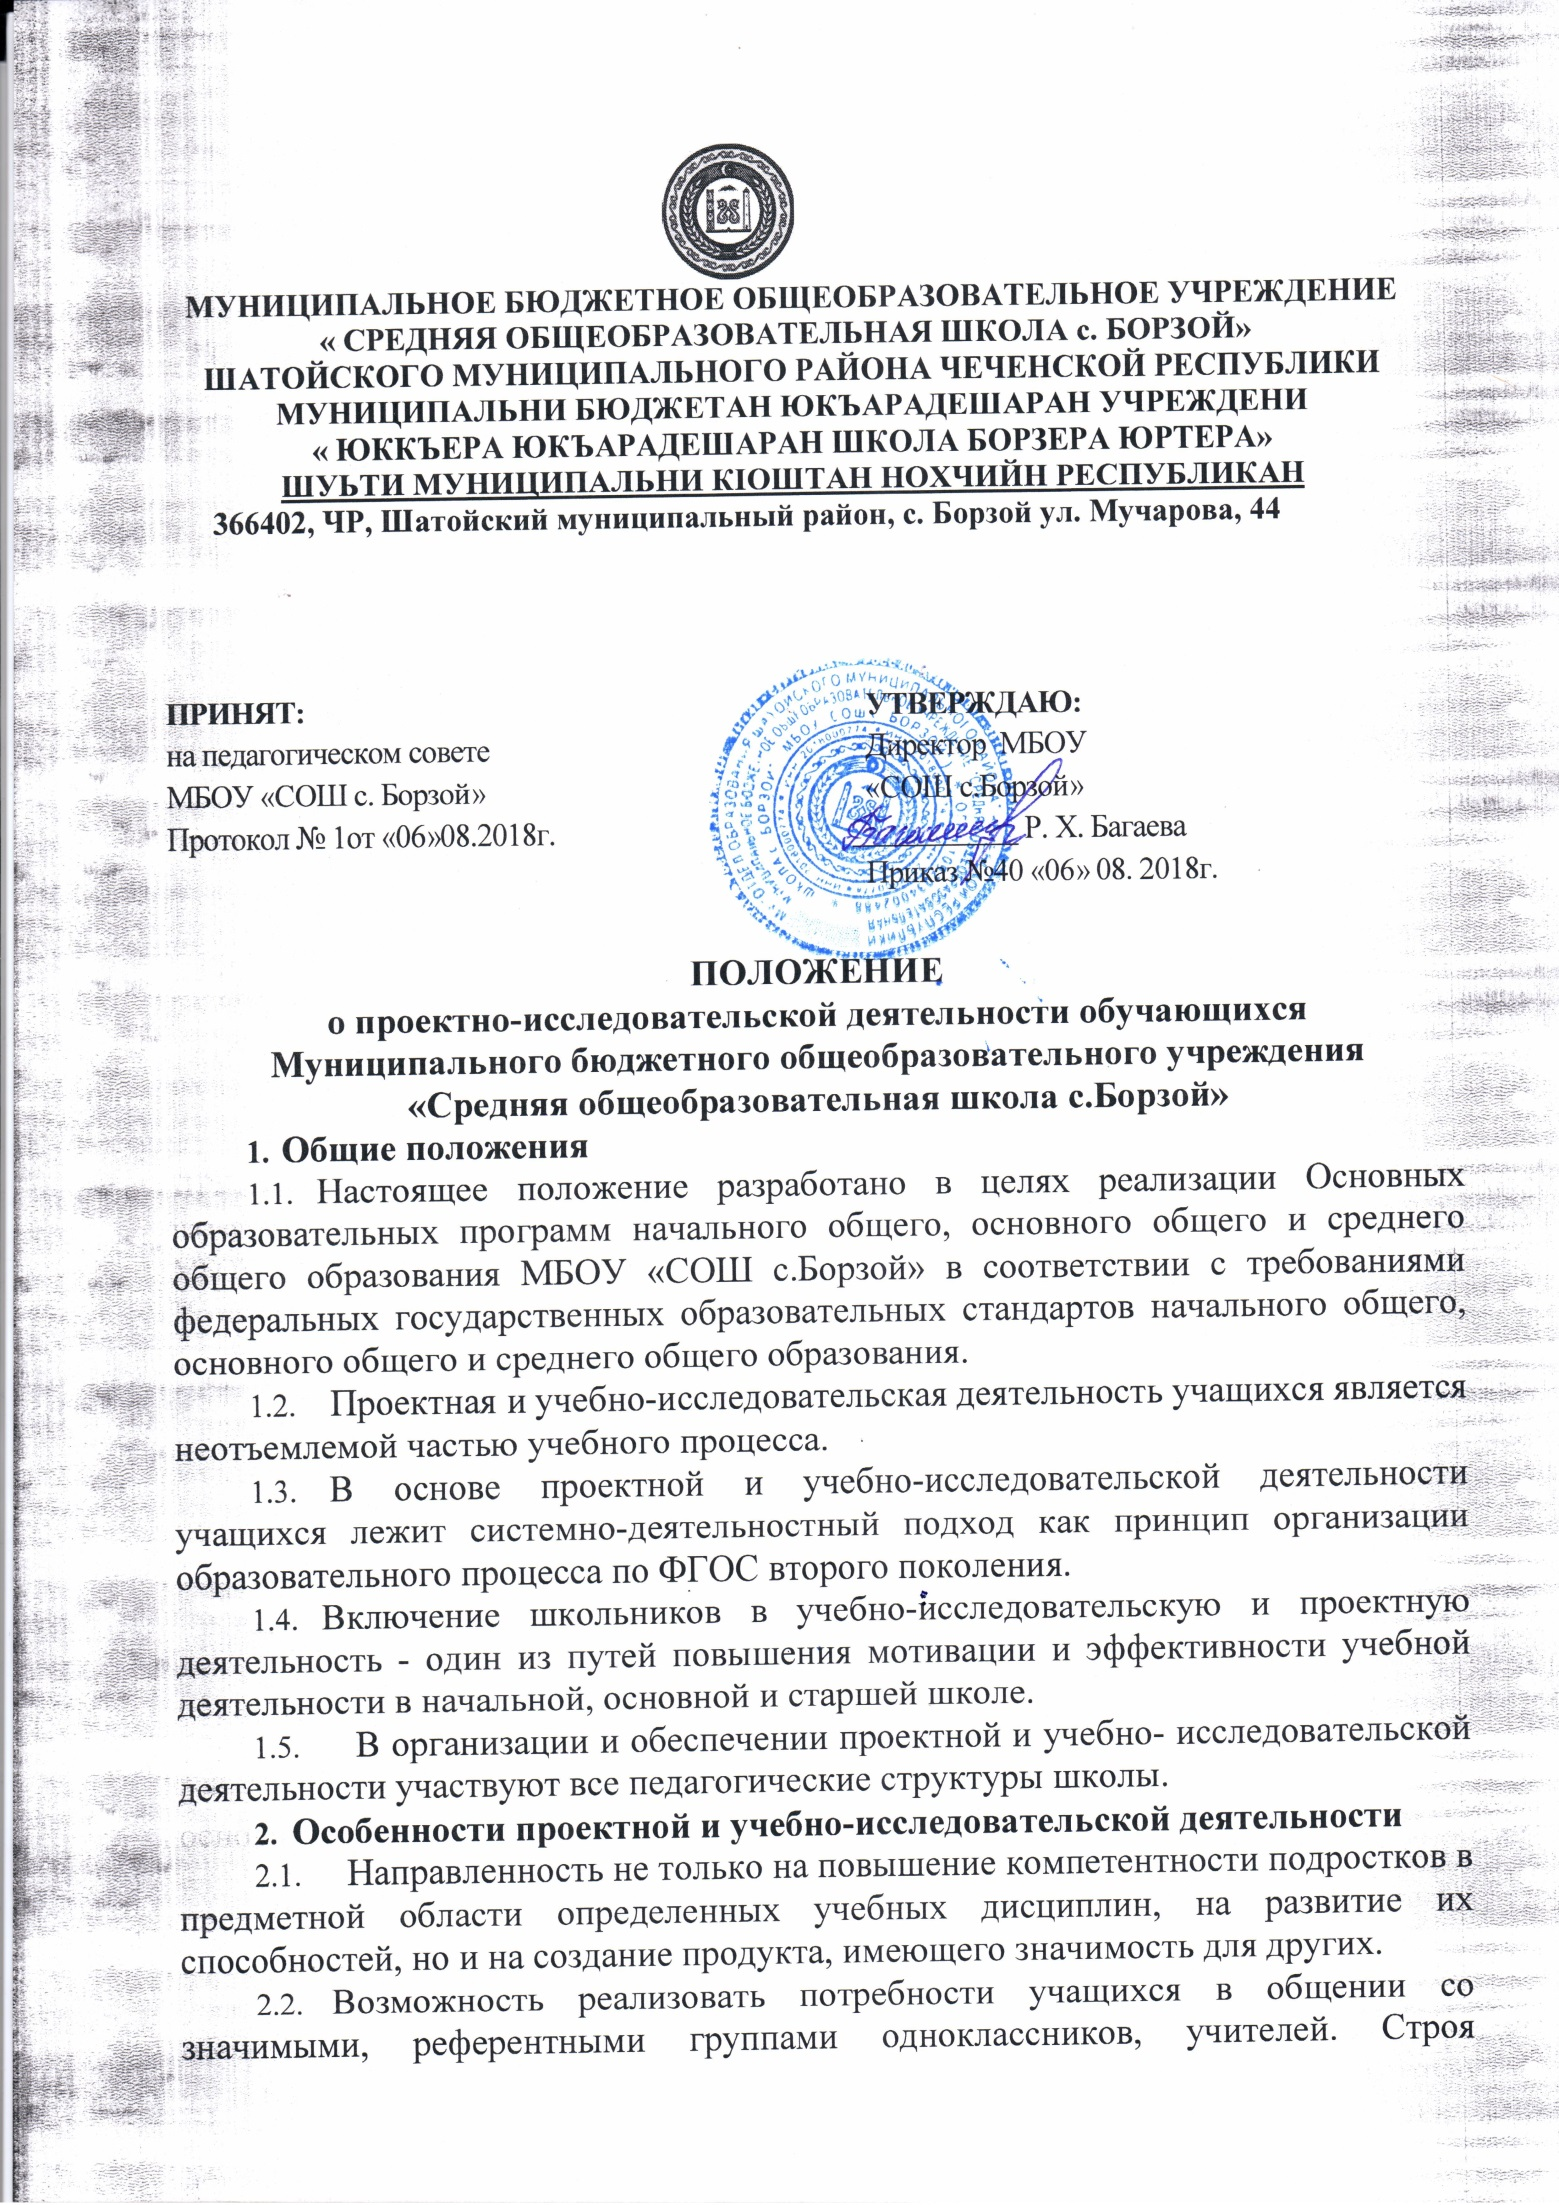 МУНИЦИПАЛЬНОЕ БЮДЖЕТНОЕ ОБЩЕОБРАЗОВАТЕЛЬНОЕ УЧРЕЖДЕНИЕ
« СРЕДНЯЯ ОБЩЕОБРАЗОВАТЕЛЬНАЯ ШКОЛА с. БОРЗОЙ»
ШАТОЙСКОГО МУНИЦИПАЛЬНОГО РАЙОНА ЧЕЧЕНСКОЙ РЕСПУБЛИКИ
МУНИЦИПАЛЬНИ БЮДЖЕТАН ЮКЪАРАДЕШАРАН УЧРЕЖДЕНИ
« ЮККЪЕРА ЮКЪАРАДЕШАРАН ШКОЛА БОРЗЕРА ЮРТЕРА»
ШУЬТИ МУНИЦИПАЛЬНИ КIОШТАН НОХЧИЙН РЕСПУБЛИКАН
366402, ЧР, Шатойский муниципальный район, с. Борзой ул. Мучарова, 44
ПРИНЯТ:
на педагогическом совете
МБОУ «СОШ с. Борзой»
Протокол № 1от «06»08.2018г.
УТВЕРЖДАЮ:
Директор МБОУ
«СОШ с.Борзой»
Р. Х. Багаева
Приказ №40 «06» 08. 2018г.
ПОЛОЖЕНИЕ
о проектно-исследовательской деятельности обучающихся
Муниципального бюджетного общеобразовательного учреждения
«Средняя общеобразовательная школа с.Борзой»
1. Общие положения
1.1. Настоящее положение разработано в целях реализации Основных
образовательных программ начального общего, основного общего и среднего
общего образования МБОУ «СОШ с.Борзой» в соответствии с требованиями
федеральных государственных образовательных стандартов начального общего,
основного общего и среднего общего образования.
1.2. Проектная и учебно-исследовательская деятельность учащихся является
неотъемлемой частью учебного процесса.
1.3. В основе проектной и учебно-исследовательской деятельности
учащихся лежит системно-деятельностный подход как принцип организации
образовательного процесса по ФГОС второго поколения.
1.4. Включение школьников в учебно-исследовательскую и проектную
деятельность - один из путей повышения мотивации и эффективности учебной
деятельности в начальной, основной и старшей школе.
1.5. В организации и обеспечении проектной и учебно- исследовательской
деятельности участвуют все педагогические структуры школы.
2. Особенности проектной и учебно-исследовательской деятельности
2.1. Направленность не только на повышение компетентности подростков в
предметной области определенных учебных дисциплин, на развитие их
способностей, но и на создание продукта, имеющего значимость для других.
2.2. Возможность реализовать потребности учащихся в общении со
значимыми, референтными группами одноклассников, учителей. Строя